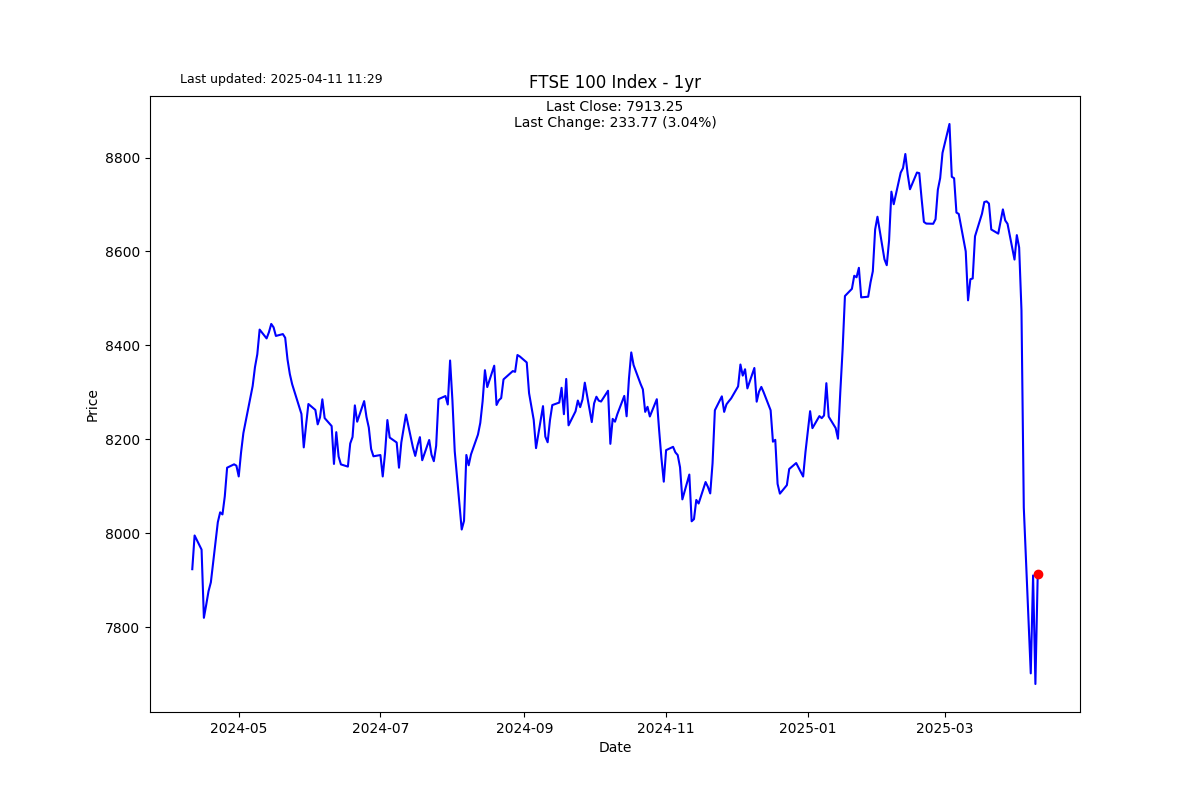 Last updated: 2025-04-11 11:29
FTSE 100 Index - 1yr
Last Close: 7913.25
Last Change: 233.77 (3.04%)
Price
8800
8600
8400
8200
8000
7800
2024-05 2024-07 2024-09 2024-11 2025-01 2025-03
Date